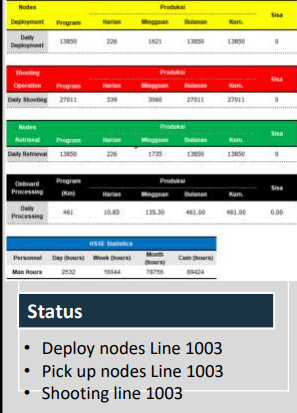 Nodes Deployment Program Produksi Sisa
Harian Mingguan Bulanan Kum.
Daily Deployment 13850 226 1621 13850 13850 0
Shooting Operation Program Produksi Sisa
Harian Mingguan Bulanan Kum.
Daily Shooting 27011 339 3060 27011 27011 0
Nodes Retrieval Program Produksi Sisa
Harian Mingguan Bulanan Kum.
Daily Retrieval 13850 226 1735 13850 13850 0
Onboard Processing Program (Km) Produksi Sisa
Harian Mingguan Bulanan Kum.
Daily Processing 461 10.85 135.30 461.00 461.00 0.00
HSSE Statistics
Personnel Day (hours) Week (hours) Month (hours) Cum (hours)
Man Hours 2532 16044 78756 89424
Status
• Deploy nodes Line 1003
• Pick up nodes Line 1003
• Shooting line 1003